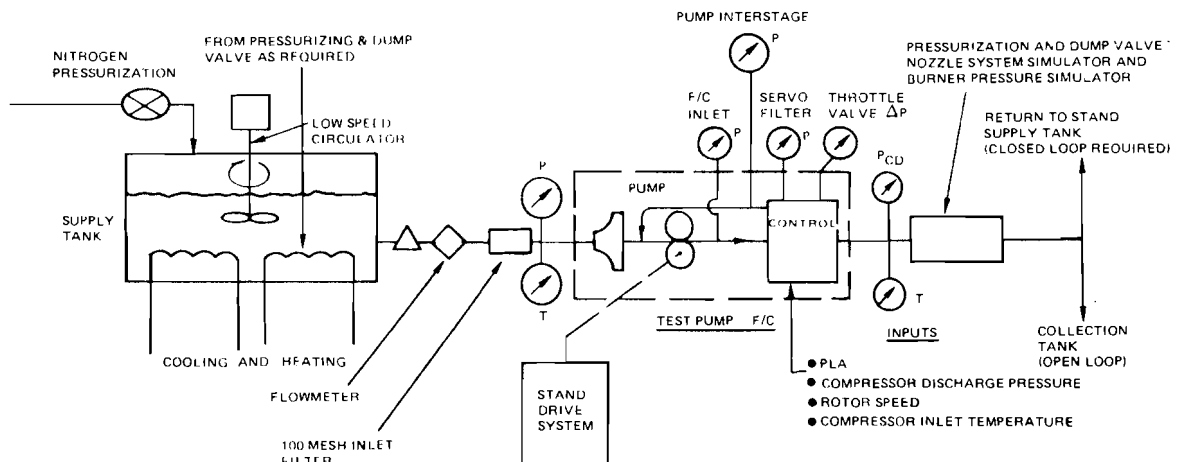 PUMP INTERSTAGE
P
NITROGEN
PRESSURIZATION
FROM PRESSURIZING & DUMP
VALVE AS REQUIRED
LOW SPEED
CIRCULATOR
F/C
INLET
P
SERVO
FILTER
P
THROTTLE
VALVE ΔP
PRESSURIZATION AND DUMP VALVE
NOZZLE SYSTEM SIMULATOR AND
BURNER PRESSURE SIMULATOR
RETURN TO STAND
SUPPLY TANK
(CLOSED LOOP REQUIRED)
P
PCD
SUPPLY
TANK
PUMP
CONTROL
T
T
TEST PUMP F/C
INPUTS
COOLING AND HEATING
FLOWMETER
100 MESH INLET
FILTER
STAND
DRIVE
SYSTEM
● PLA
● COMPRESSOR DISCHARGE PRESSURE
● ROTOR SPEED
● COMPRESSOR INLET TEMPERATURE
COLLECTION
TANK
(OPEN LOOP)